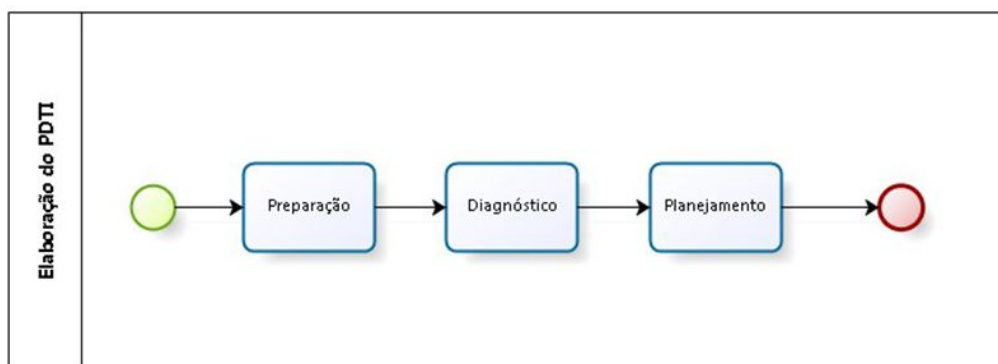 Elaboração do PDTI
Preparação
Diagnóstico
Planejamento